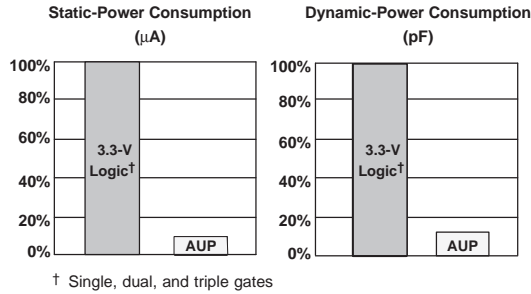 Static-Power Consumption
(μA)
100%
80%
60%
40%
20%
0%
3.3-V
Logic†
AUP
Dynamic-Power Consumption
(pF)
100%
80%
60%
40%
20%
0%
3.3-V
Logic†
AUP
† Single, dual, and triple gates